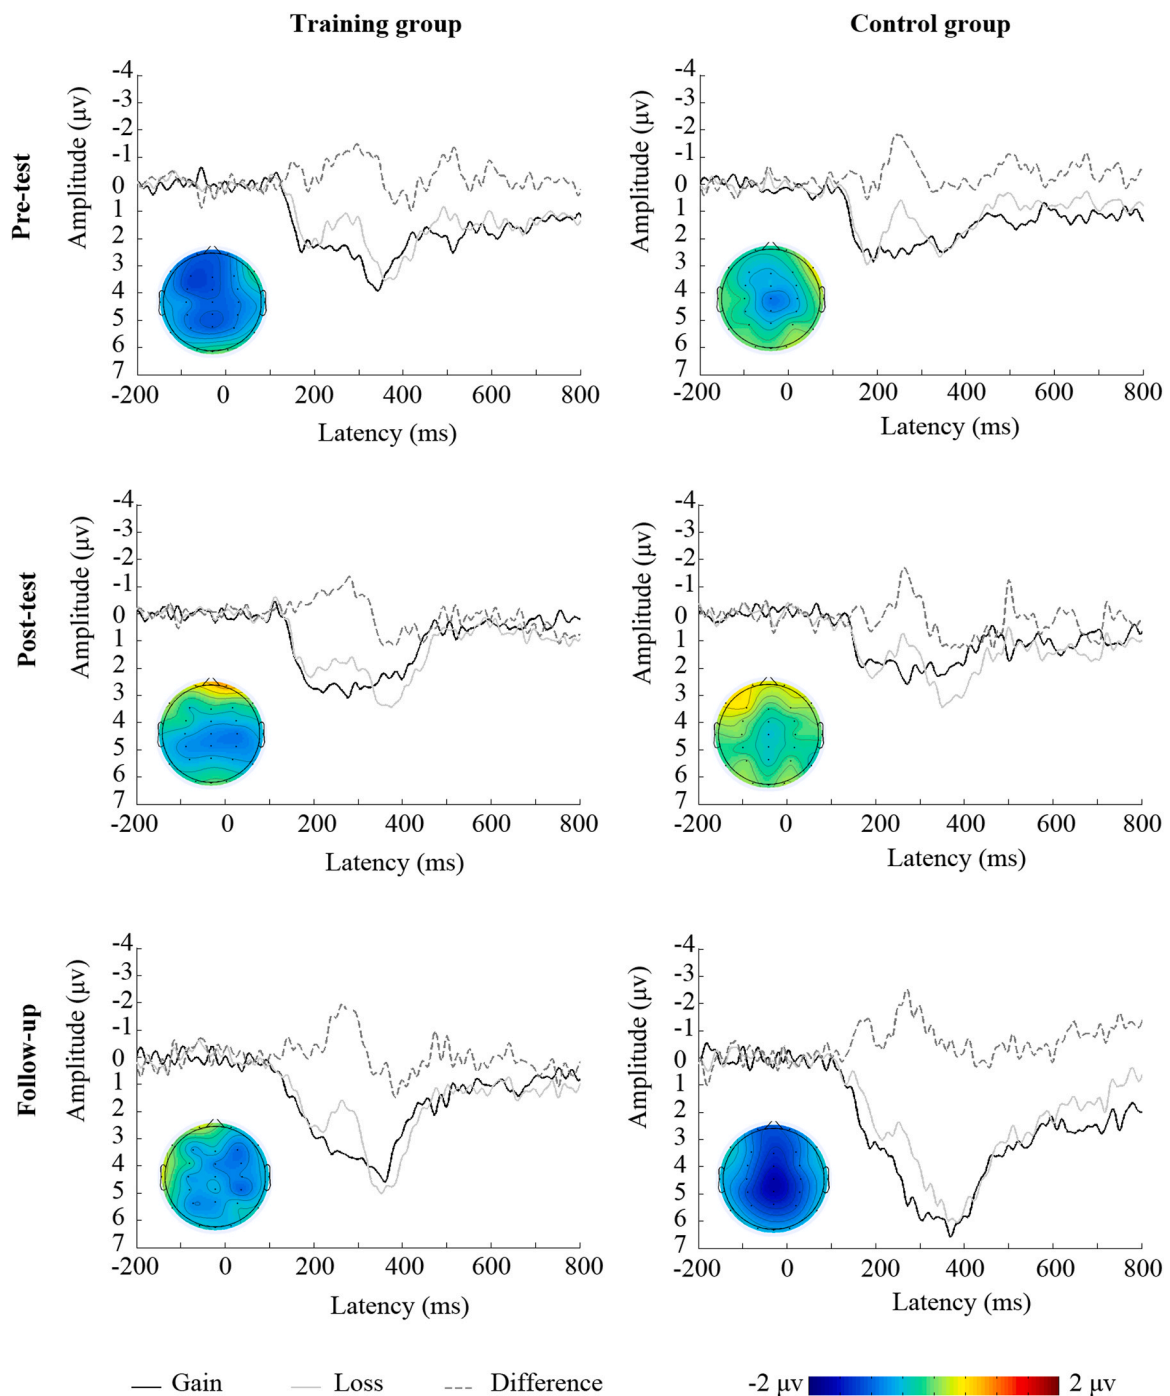 Training group
Control group
Pre-test
Amplitude (μv)
-4
-3
-2
-1
0
1
2
3
4
5
6
7
-200 0 200 400 600 800
Latency (ms)
Amplitude (μv)
-4
-3
-2
-1
0
1
2
3
4
5
6
7
-200 0 200 400 600 800
Latency (ms)
Post-test
Amplitude (μv)
-4
-3
-2
-1
0
1
2
3
4
5
6
7
-200 0 200 400 600 800
Latency (ms)
Amplitude (μv)
-4
-3
-2
-1
0
1
2
3
4
5
6
7
-200 0 200 400 600 800
Latency (ms)
Follow-up
Amplitude (μv)
-4
-3
-2
-1
0
1
2
3
4
5
6
7
-200 0 200 400 600 800
Latency (ms)
Amplitude (μv)
-4
-3
-2
-1
0
1
2
3
4
5
6
7
-200 0 200 400 600 800
Latency (ms)
Gain Loss Difference
-2 μv 2 μv